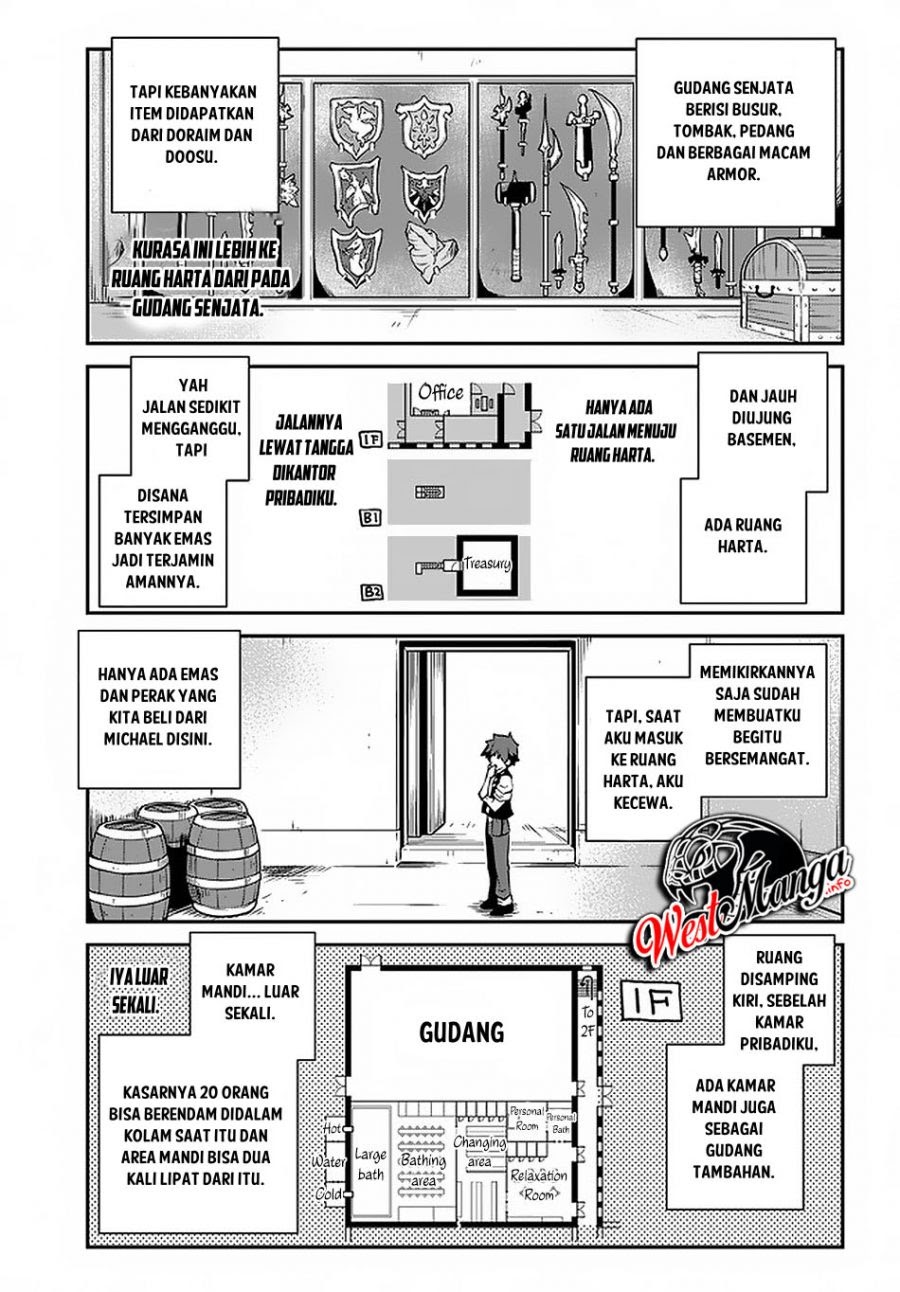 GUDANG SENJATA
BERISI BUSUR,
TOMBAK, PEDANG
DAN BERBAGAI MACAM
ARMOR.
TAPI KEBANYAKAN
ITEM DIDAPATKAN
DARI DORAIM DAN
DOOSU.
KURASA INI LEBIH KE
RUANG HARTA DARI PADA
GUDANG SENJATA.
DAN JAUH
DIUJUNG
BASEMEN,
ADA RUANG
HARTA.
HANYA ADA
SATU JALAN MENUJU
RUANG HARTA.
Office
1F
B1
B2
Treasury
JALANNYA
LEWAT TANGGA
DIKANTOR
PRIBADIKU.
YAH
JALAN SEDIKIT
MENGGANGGU,
TAPI
DISANA
TERSIMPAN
BANYAK EMAS
JADI TERJAMIN
AMANNYA.
MEMIKIRKANNYA
SAJA SUDAH
MEMBUATKU
BEGITU
BERSEMANGAT.
TAPI, SAAT
AKU MASUK
KE RUANG
HARTA, AKU
KECEWA.
HANYA ADA EMAS
DAN PERAK YANG
KITA BELI DARI
MICHAEL DISINI.
WestManga
.info
RUANG
DISAMPING
KIRI, SEBELAH
KAMAR
PRIBADIKU,
ADA KAMAR
MANDI JUGA
SEBAGAI
GUDANG
TAMBAHAN.
1F
To
2F
GUDANG
Personal
Room
Personal
Bath
Hot
Water
Cold
Large
bath
Bathing
area
Changing
area
Relaxation
Room
KAMAR
MANDI... LUAR
SEKALI.
IYA LUAR
SEKALI.
KASARNYA 20 ORANG
BISA BERENDAM DIDALAM
KOLAM SAAT ITU DAN
AREA MANDI BISA DUA
KALI LIPAT DARI ITU.